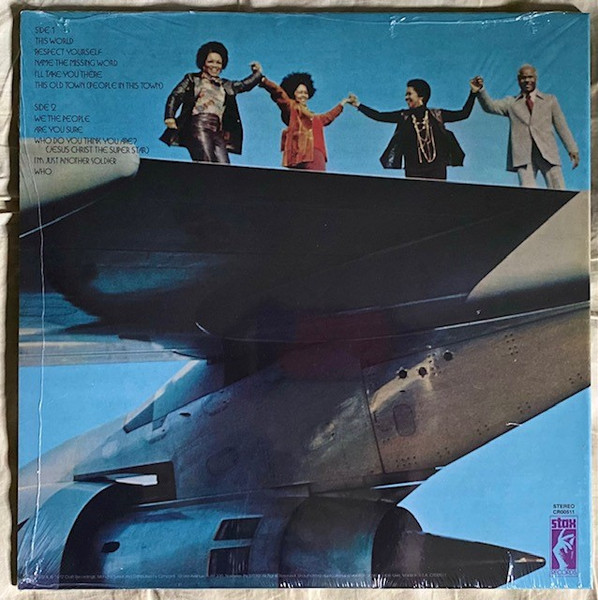 SIDE 1
THIS WORLD
RESPECT YOURSELF
NAME THE MISSING WORD
I'LL TAKE YOU THERE
THIS OLD TOWN (PEOPLE IN THIS TOWN)
SIDE 2
WE THE PEOPLE
ARE YOU SURE
WHO DO YOU THINK YOU ARE?
(JESUS CHRIST THE SUPER STAR)
I'M JUST ANOTHER SOLDIER
WHO
STEREO
CR00511
stax
RECORDS